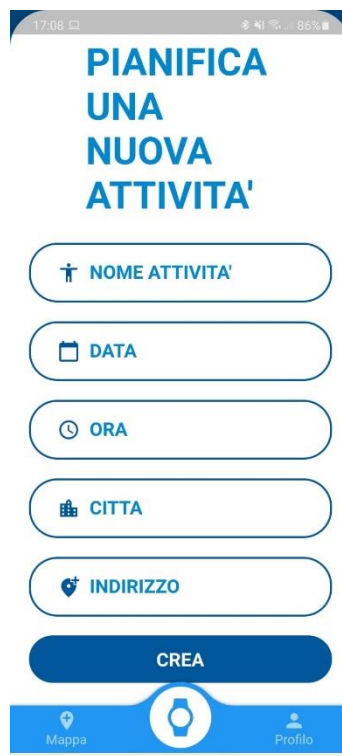 17:08 86%
PIANIFICA
UNA
NUOVA
ATTIVITA'
NOME ATTIVITA'
DATA
ORA
CITTA
INDIRIZZO
CREA
Mappa Profilo